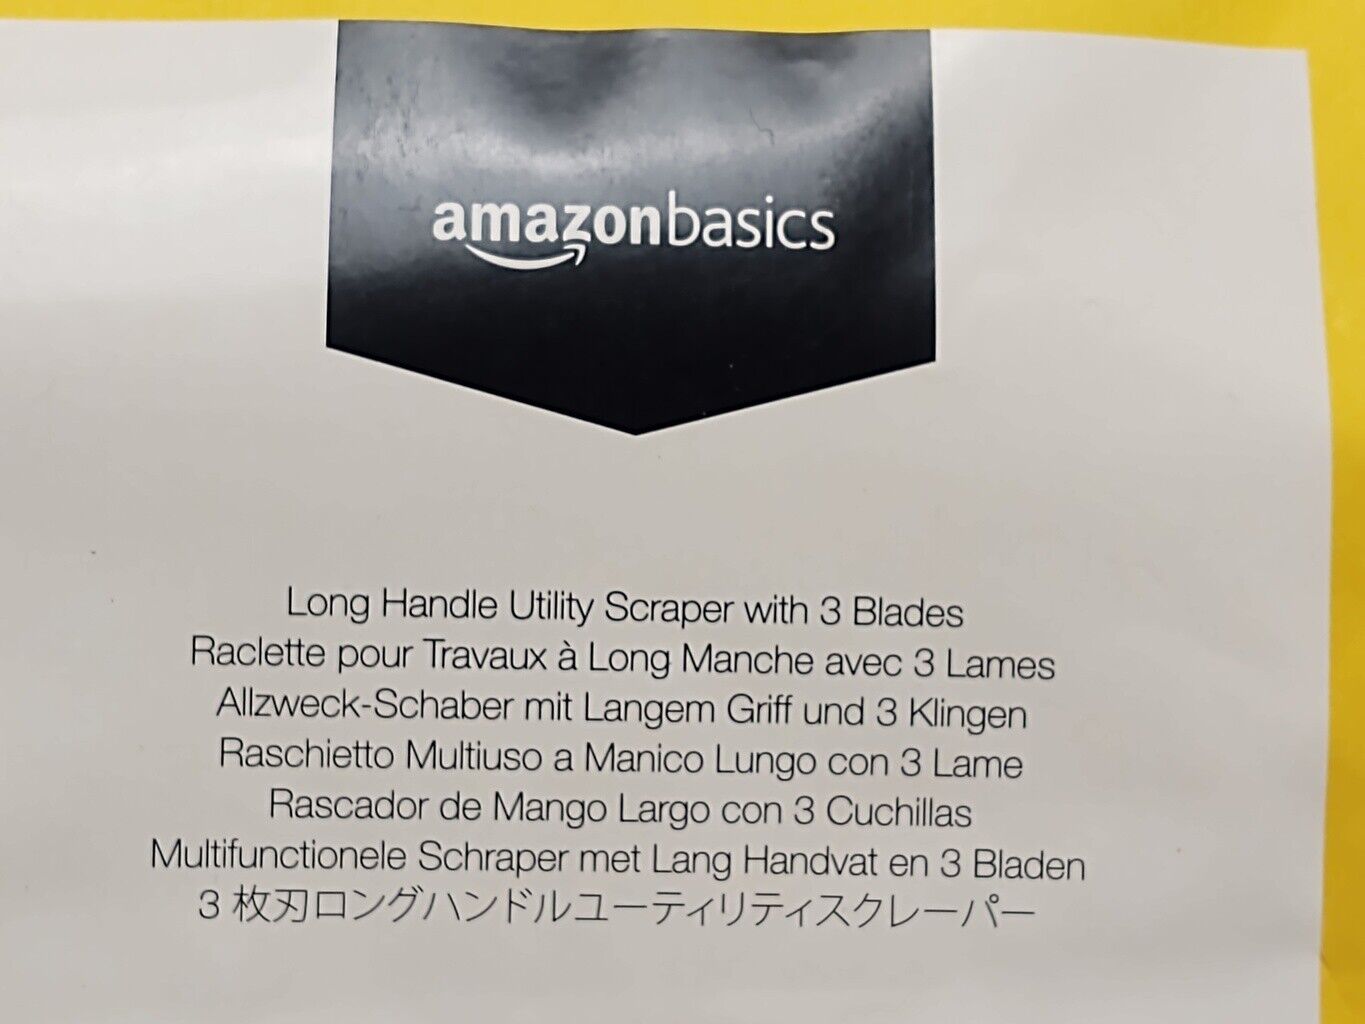 amazonbasics
Long Handle Utility Scraper with 3 Blades
Raclette pour Travaux à Long Manche avec 3 Lames
Allzweck-Schaber mit Langem Griff und 3 Klingen
Raschietto Multiuso a Manico Lungo con 3 Lame
Rascador de Mango Largo con 3 Cuchillas
Multifunctionele Schraper met Lang Handvat en 3 Bladen
3 枚刃ロングハンドルユーティリティスクレーパー